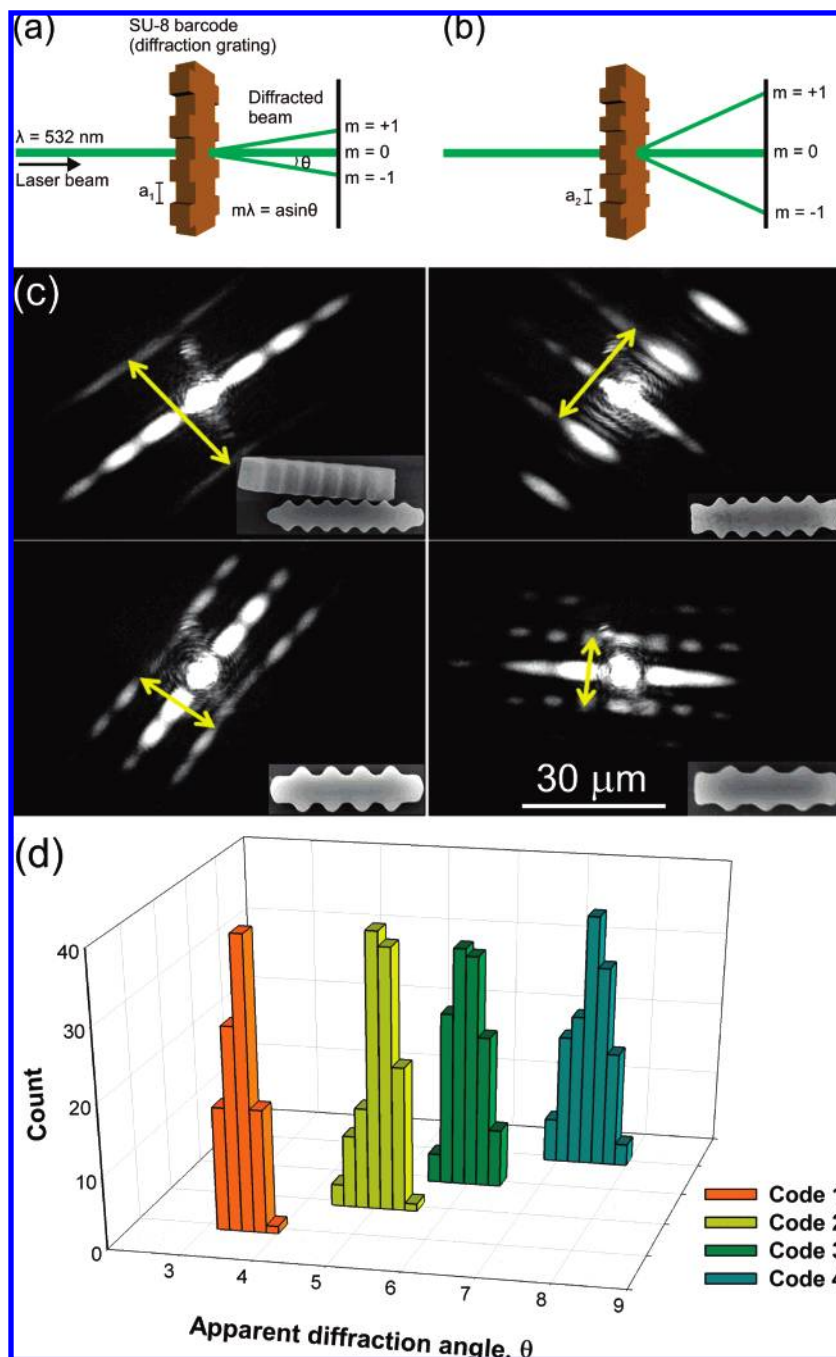 (a)
SU-8 barcode
(diffraction grating)
λ = 532 nm
Laser beam
a₁
Diffracted
beam
m = +1
m = 0
θ
m = -1
mλ = asinθ
(b)
a₂
m = +1
m = 0
m = -1
(c)
30 μm
(d)
Count
40
30
20
10
0
3
4
5
6
7
8
9
Apparent diffraction angle, θ
Code 1
Code 2
Code 3
Code 4